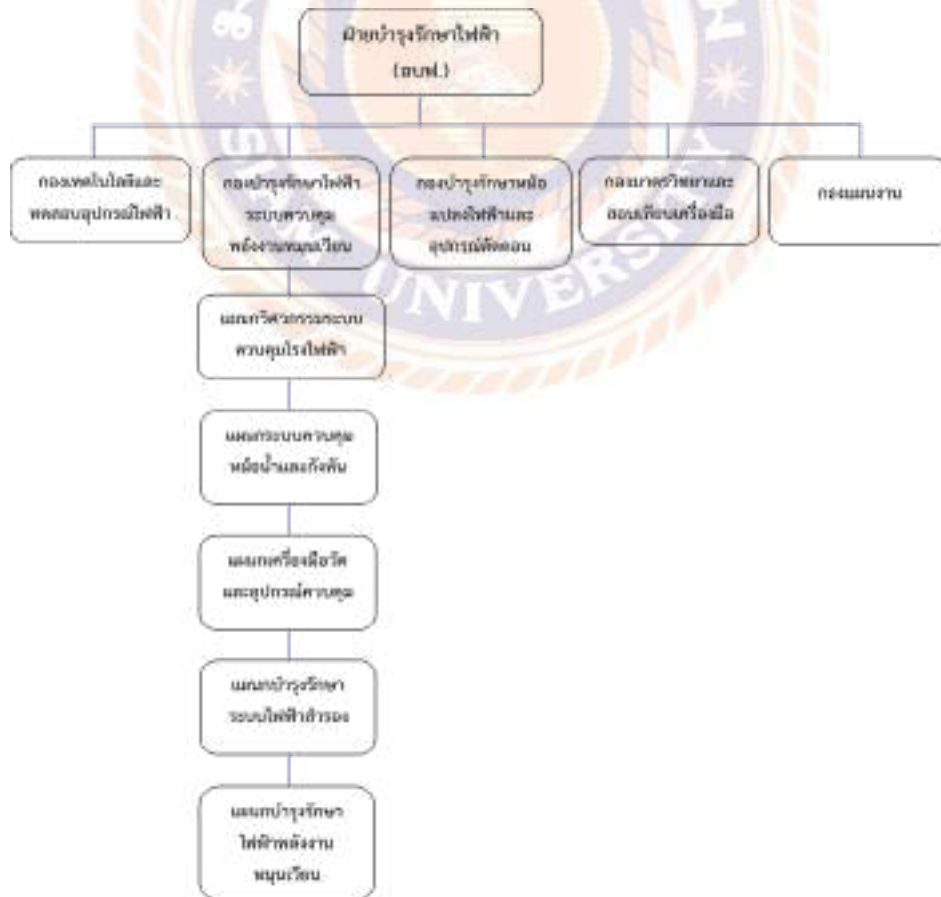 ฝ่ายบำรุงรักษาไฟฟ้า
(อบฟ.)
กองเทคโนโลยีและ
ทดสอบอุปกรณ์ไฟฟ้า
กองบำรุงรักษาไฟฟ้า
ระบบควบคุม
พลังงานหมุนเวียน
กองบำรุงรักษาหม้อ
แปลงไฟฟ้าและ
อุปกรณ์ตัดตอน
กองมาตรวิทยาและ
สอบเทียบเครื่องมือ
กองแผนงาน
แผนกวิศวกรรมระบบ
ควบคุมโรงไฟฟ้า
แผนกระบบควบคุม
หม้อน้ำและกังหัน
แผนกเครื่องมือวัด
และอุปกรณ์ควบคุม
แผนกบำรุงรักษา
ระบบไฟฟ้าสำรอง
แผนกบำรุงรักษา
ไฟฟ้าพลังงาน
หมุนเวียน
SIAM UNIVERSITY